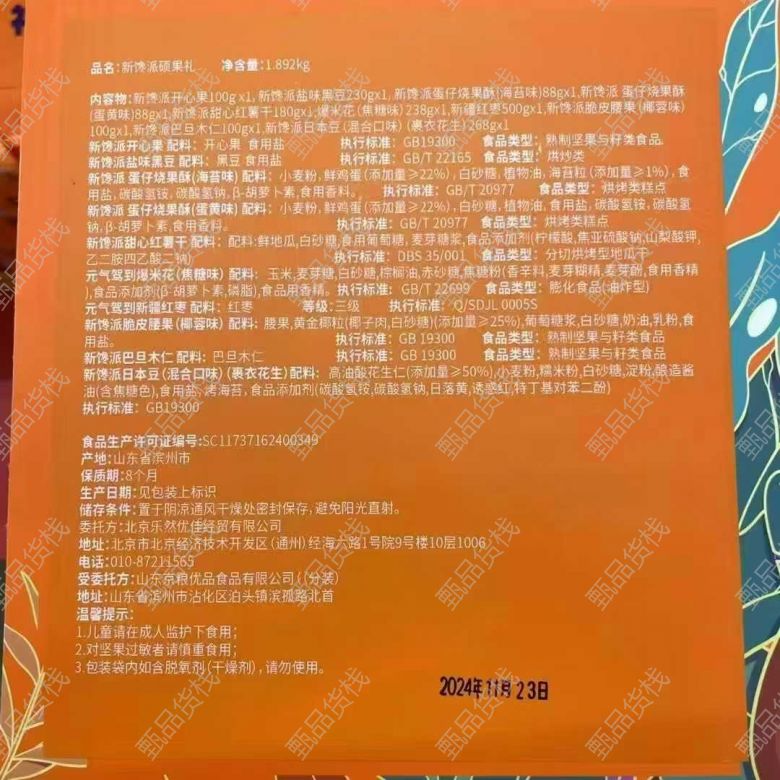 品名:新馋派硕果礼 净含量:1.892kg
内容物:新馋派开心果100g x1,新馋派盐味黑豆230gx1,新馋派蛋仔烧果酥(海苔味)88gx1,新馋派 蛋仔烧果酥
(蛋黄味)88gx1,新馋派甜心红薯干180gx1,爆米花(焦糖味)238gx1,新疆红枣500gx1,新馋派脆皮腰果(椰蓉味)
100gx1,新馋派巴旦木仁100gx1,新馋派日本豆(混合口味)(裹衣花生)268gx1
新馋派开心果 配料:开心果 食用盐 执行标准:GB19300 食品类型:熟制坚果与籽类食品
新馋派盐味黑豆 配料:黑豆 食用盐 执行标准:GB/T 22165 食品类型:烘炒类
新馋派 蛋仔烧果酥(海苔味) 配料:小麦粉,鲜鸡蛋(添加量≥22%),白砂糖,植物油,海苔粒(添加量≥1%),食
用盐,碳酸氢铵,碳酸氢钠,β-胡萝卜素,食用香料。 执行标准:GB/T 20977 食品类型:烘烤类糕点
新馋派 蛋仔烧果酥(蛋黄味) 配料:小麦粉,鲜鸡蛋(添加量≥22%),白砂糖,植物油,食用盐,碳酸氢铵,碳酸氢
钠,β-胡萝卜素,食用香料。 执行标准:GB/T 20977 食品类型:烘烤类糕点
新馋派甜心红薯干 配料:配料:鲜地瓜,白砂糖,食用葡萄糖,麦芽糖浆,食品添加剂(柠檬酸,焦亚硫酸钠,山梨酸钾,
乙二胺四乙酸二钠) 执行标准:DBS 35/001 食品类型:分切烘烤型地瓜干
元气驾到爆米花(焦糖味) 配料:玉米,麦芽糖,白砂糖,棕榈油,赤砂糖,焦糖粉(香辛料,麦芽糊精,麦芽酚,食用香精
),食品添加剂(β-胡萝卜素,磷脂),食品用香精 执行标准:GB/T 22699 食品类型:膨化食品(油炸型)
元气驾到新疆红枣 配料:红枣 等级:三级 执行标准:Q/SDJL 0005S
新馋派脆皮腰果(椰蓉味) 配料:腰果,黄金椰粒(椰子肉,白砂糖)(添加量≥25%),葡萄糖浆,白砂糖,奶油,乳粉,食
用盐。 执行标准:GB 19300 食品类型:熟制坚果与籽类食品
新馋派巴旦木仁 配料:巴旦木仁 执行标准:GB 19300 食品类型:熟制坚果与籽类食品
新馋派日本豆(混合口味)(裹衣花生) 配料:高油酸花生仁(添加量≥50%),小麦粉,糯米粉,白砂糖,淀粉,酿造酱
油(含焦糖色),食用盐,烤海苔,食品添加剂(碳酸氢铵,碳酸氢钠,日落黄,诱惑红,特丁基对苯二酚)
执行标准:GB19300
食品生产许可证编号:SC11737162400349
产地:山东省滨州市
保质期:8个月
生产日期:见包装上标识
储存条件:置于阴凉通风干燥处密封保存,避免阳光直射。
委托方:北京乐然优佳经贸有限公司
地址:北京市北京经济技术开发区(通州)经海六路1号院9号楼10层1006
电话:010-87211565
受委托方:山东京粮优品食品有限公司((分装)
地址:山东省滨州市沾化区泊头镇滨孤路北首
温馨提示:
1.儿童请在成人监护下食用;
2.对坚果过敏者请慎重食用;
3.包装袋内如含脱氧剂(干燥剂),请勿使用。
2024年11月23日
甄品货栈